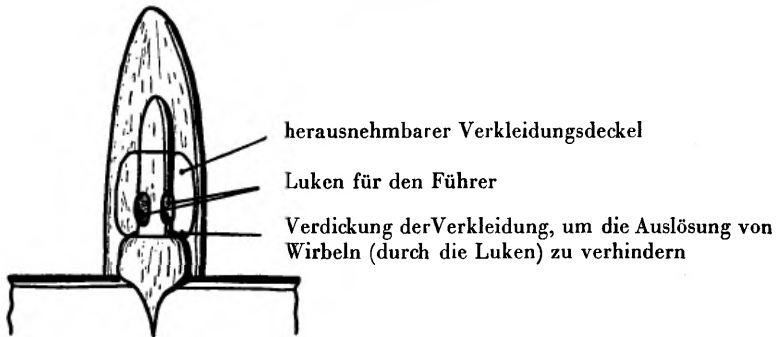 herausnehmbarer Verkleidungsdeckel
Luken für den Führer
Verdickung derVerkleidung, um die Auslösung von
Wirbeln (durch die Luken) zu verhindern